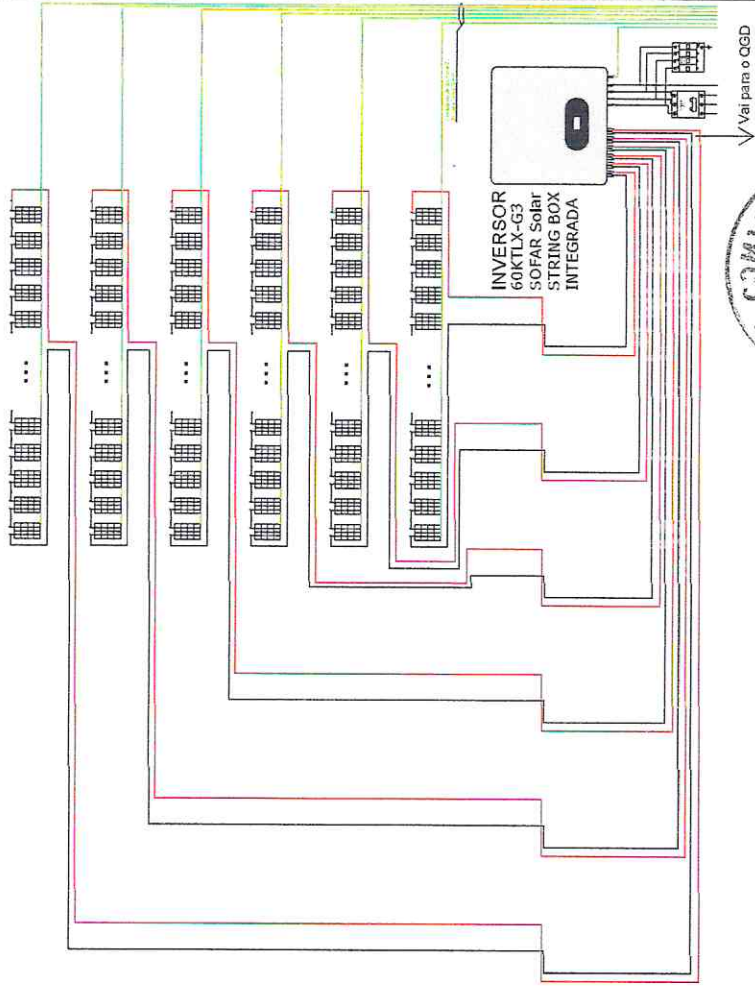 INVERSOR
60KTLX-G3
SOFAR Solar
STRING BOX
INTEGRADA
Vai para o QGD